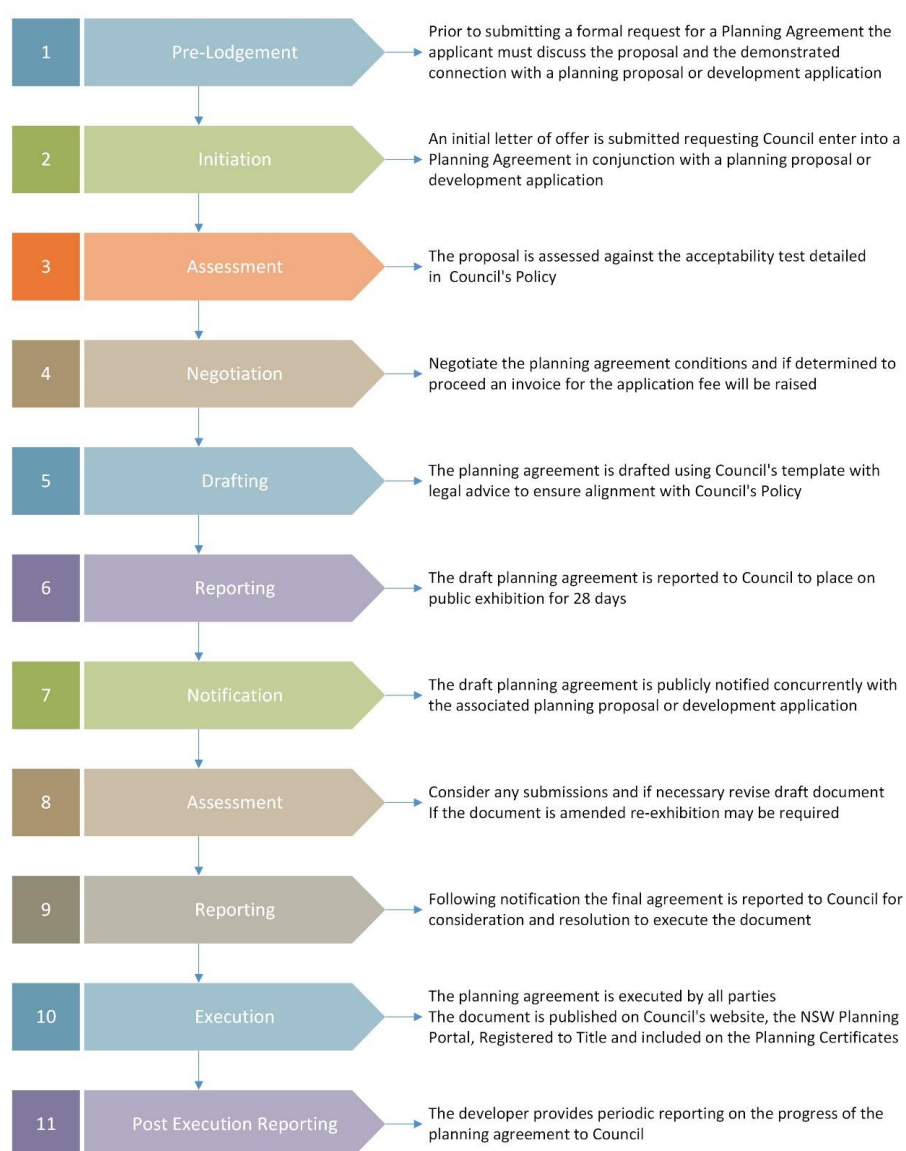 1
Pre-Lodgement
Prior to submitting a formal request for a Planning Agreement the
applicant must discuss the proposal and the demonstrated
connection with a planning proposal or development application
2
Initiation
An initial letter of offer is submitted requesting Council enter into a
Planning Agreement in conjunction with a planning proposal or
development application
3
Assessment
The proposal is assessed against the acceptability test detailed
in Council's Policy
4
Negotiation
Negotiate the planning agreement conditions and if determined to
proceed an invoice for the application fee will be raised
5
Drafting
The planning agreement is drafted using Council's template with
legal advice to ensure alignment with Council's Policy
6
Reporting
The draft planning agreement is reported to Council to place on
public exhibition for 28 days
7
Notification
The draft planning agreement is publicly notified concurrently with
the associated planning proposal or development application
8
Assessment
Consider any submissions and if necessary revise draft document
If the document is amended re-exhibition may be required
9
Reporting
Following notification the final agreement is reported to Council for
consideration and resolution to execute the document
10
Execution
The planning agreement is executed by all parties
The document is published on Council's website, the NSW Planning
Portal, Registered to Title and included on the Planning Certificates
11
Post Execution Reporting
The developer provides periodic reporting on the progress of the
planning agreement to Council